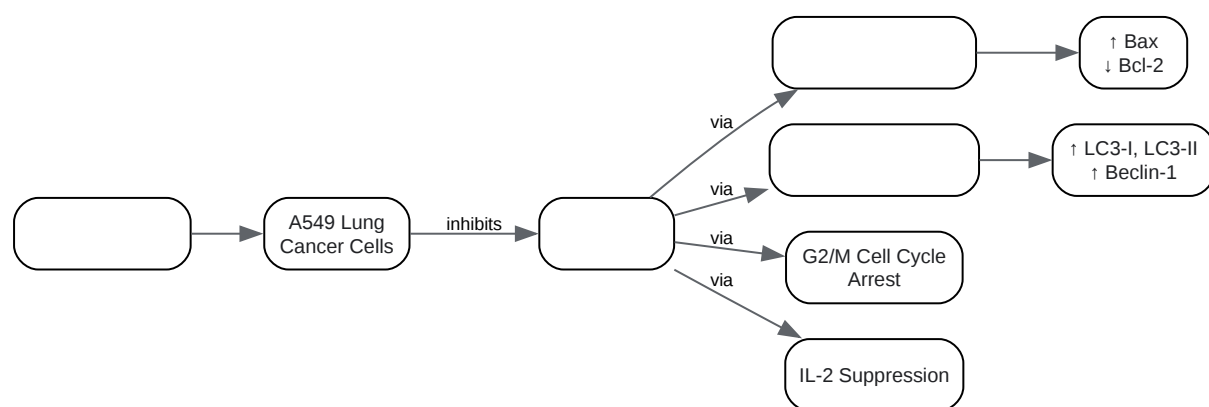 ↑ Bax
↓ Bcl-2
via
↑ LC3-I, LC3-II
↑ Beclin-1
via
A549 Lung
Cancer Cells
inhibits
via
G2/M Cell Cycle
Arrest
via
IL-2 Suppression